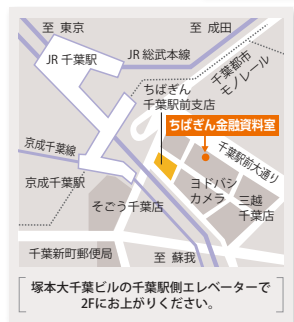 至 東京
至 成田
JR 千葉駅
JR 総武本線
千葉都市
モノレール
ちばぎん
千葉駅前支店
ちばぎん金融資料室
京成千葉線
千葉駅前大通り
京成千葉駅
ヨドバシ
カメラ
そごう千葉店
三越
千葉店
千葉新町郵便局
至 蘇我
塚本大千葉ビルの千葉駅側エレベーターで
2Fにお上がりください。